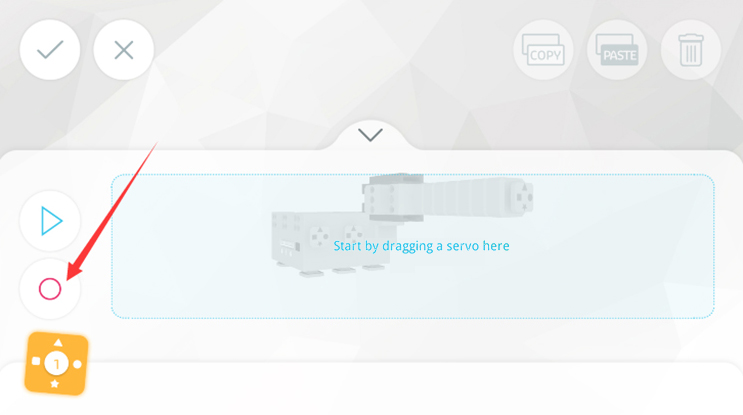 COPY
PASTE
Start by dragging a servo here
1